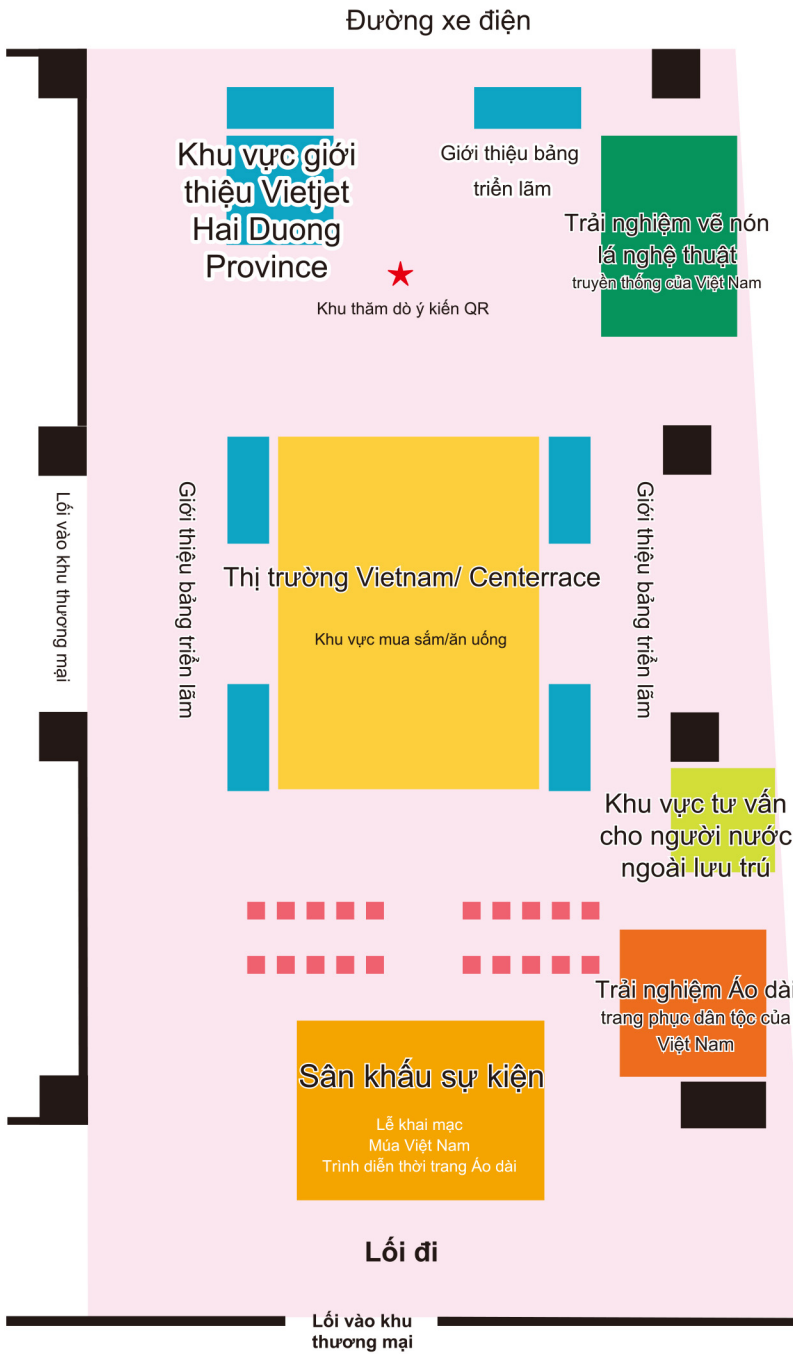 Đường xe điện
Khu vực giới
thiệu Vietjet
Hai Duong
Province
Giới thiệu bảng
triển lãm
Trải nghiệm vẽ nón
lá nghệ thuật
truyền thống của Việt Nam
Khu thăm dò ý kiến QR
Lối vào khu thương mại
Giới thiệu bảng triển lãm
Thị trường Vietnam/ Centerrace
Khu vực mua sắm/ăn uống
Giới thiệu bảng triển lãm
Khu vực tư vấn
cho người nước
ngoài lưu trú
Trải nghiệm Áo dài
trang phục dân tộc của
Việt Nam
Sân khấu sự kiện
Lễ khai mạc
Múa Việt Nam
Trình diễn thời trang Áo dài
Lối đi
Lối vào khu
thương mại